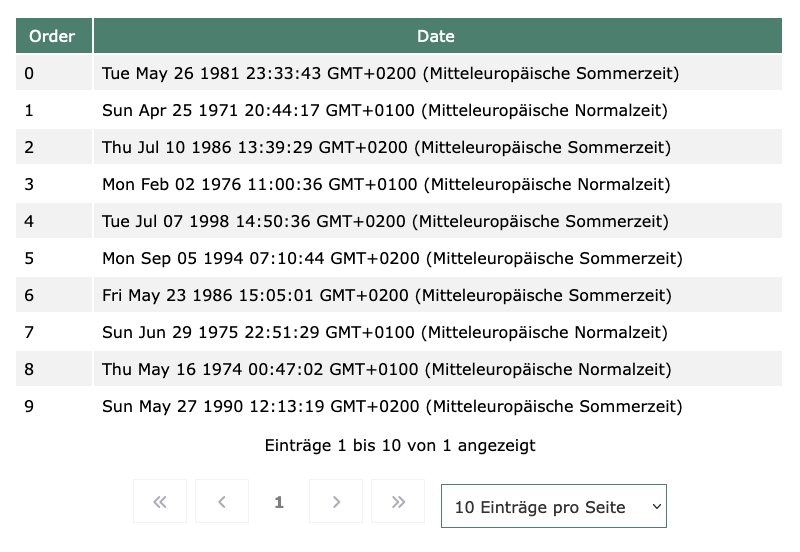 Order Date
0 Tue May 26 1981 23:33:43 GMT+0200 (Mitteleuropäische Sommerzeit)
1 Sun Apr 25 1971 20:44:17 GMT+0100 (Mitteleuropäische Normalzeit)
2 Thu Jul 10 1986 13:39:29 GMT+0200 (Mitteleuropäische Sommerzeit)
3 Mon Feb 02 1976 11:00:36 GMT+0100 (Mitteleuropäische Normalzeit)
4 Tue Jul 07 1998 14:50:36 GMT+0200 (Mitteleuropäische Sommerzeit)
5 Mon Sep 05 1994 07:10:44 GMT+0200 (Mitteleuropäische Sommerzeit)
6 Fri May 23 1986 15:05:01 GMT+0200 (Mitteleuropäische Sommerzeit)
7 Sun Jun 29 1975 22:51:29 GMT+0100 (Mitteleuropäische Normalzeit)
8 Thu May 16 1974 00:47:02 GMT+0100 (Mitteleuropäische Normalzeit)
9 Sun May 27 1990 12:13:19 GMT+0200 (Mitteleuropäische Sommerzeit)
Einträge 1 bis 10 von 1 angezeigt
« ‹ 1 › » 10 Einträge pro Seite